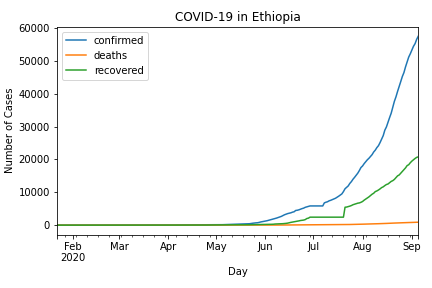 COVID-19 in Ethiopia
confirmed
deaths
recovered
60000
50000
40000
30000
20000
10000
0
Number of Cases
Feb Mar Apr May Jun Jul Aug Sep
2020
Day